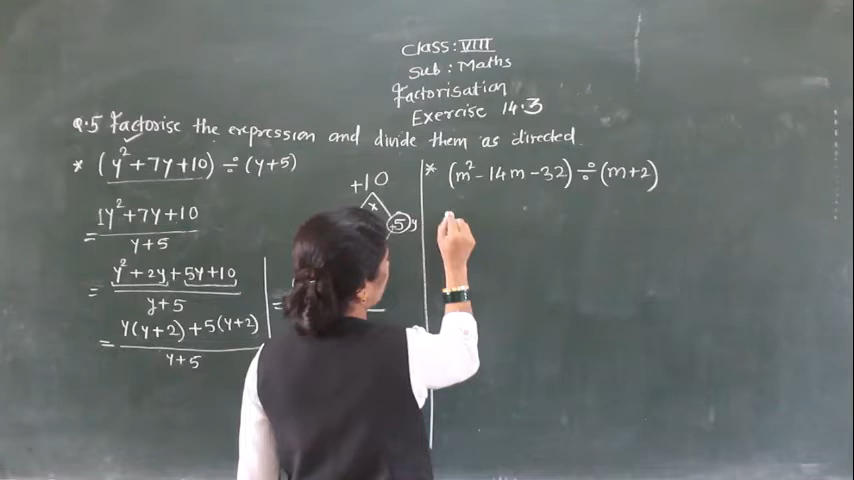 Class: VIII
Sub: Maths
Factorisation
Exercise 14.3
Q.5 Factorise the expression and divide them as directed.
* (y²+7y+10) ÷ (y+5)
= 1y²+7y+10 / y+5
= y²+2y+5y+10 / y+5
= y(y+2)+5(y+2) / y+5
+10
×
+5 y
=
* (m²-14m-32) ÷ (m+2)